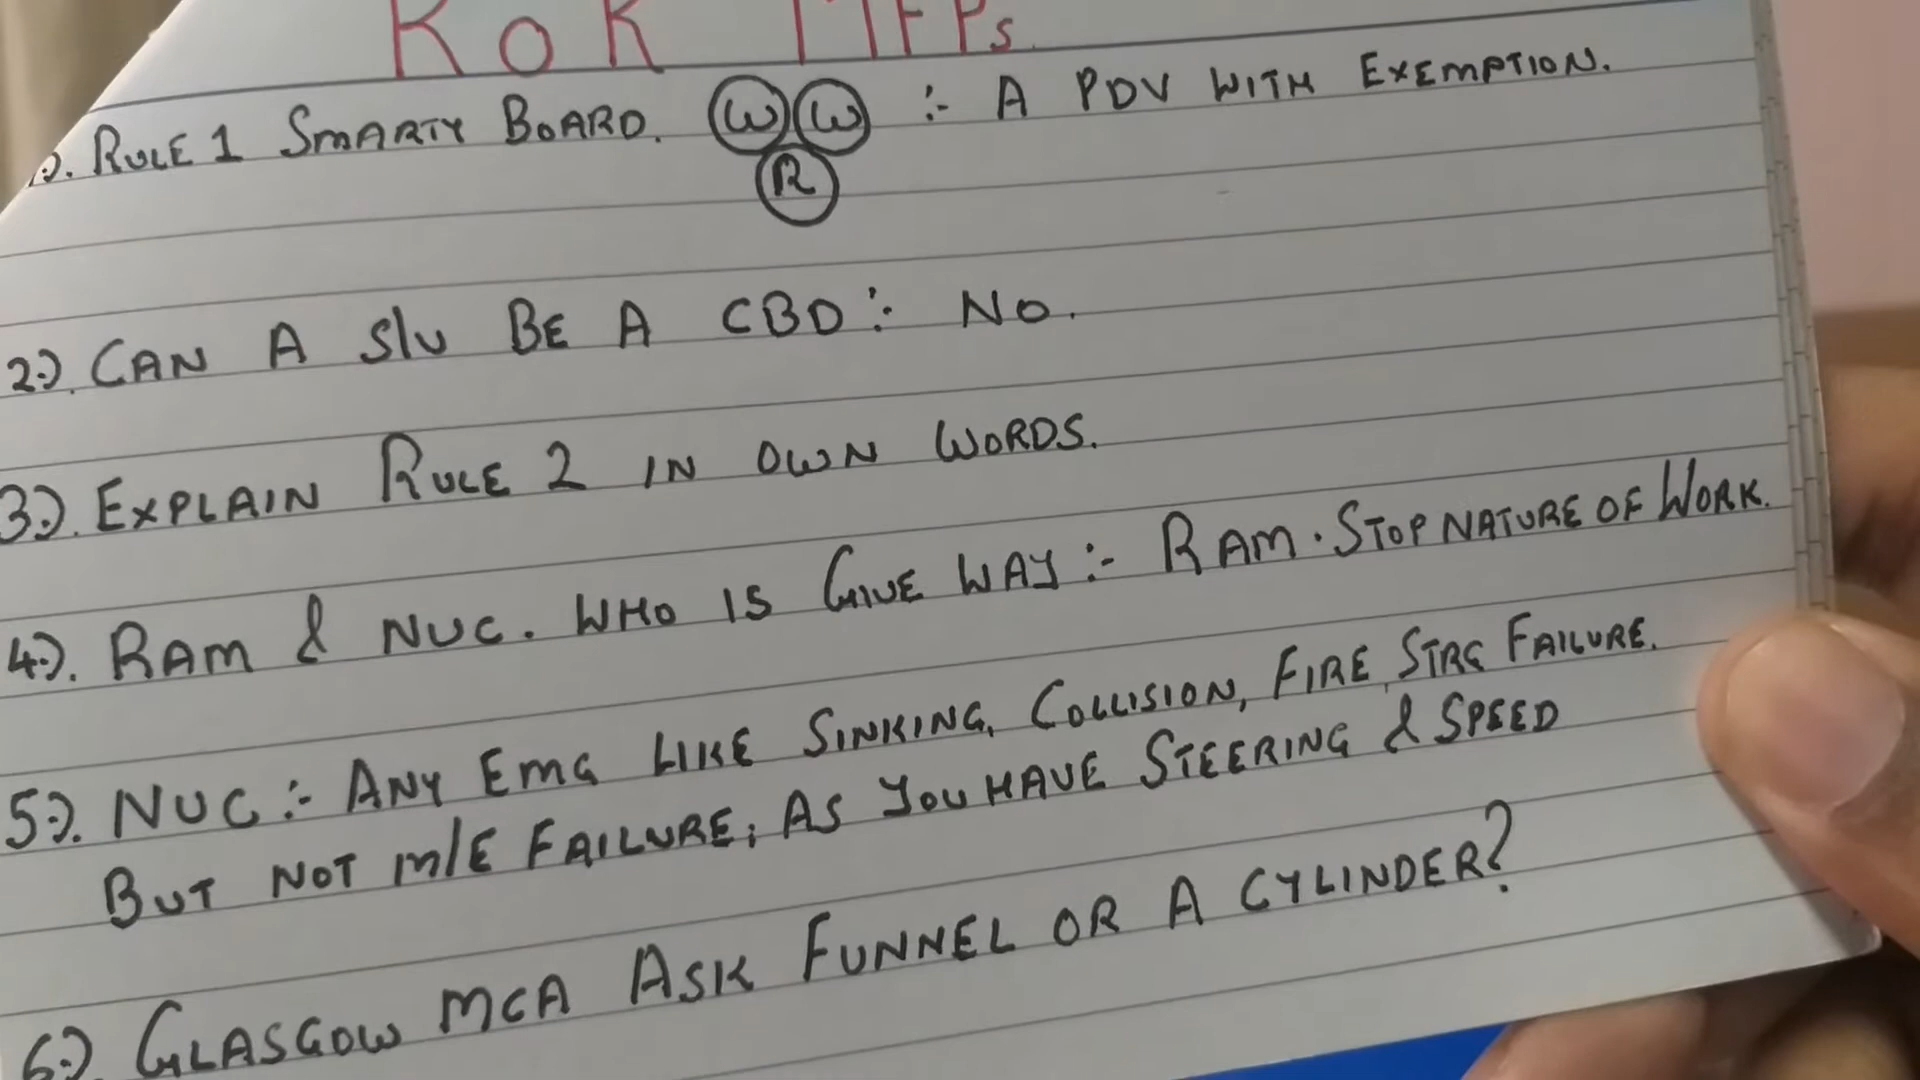 ROR MFPs
1.). RULE 1 SMARTY BOARD. W W R :- A PDV WITH EXEMPTION.
2.). CAN A S/V BE A CBD :- NO.
3.). EXPLAIN RULE 2 IN OWN WORDS.
4.). RAM & NUC. WHO IS GIVE WAY :- RAM. STOP NATURE OF WORK.
5.). NUC :- ANY EMG LIKE SINKING, COLLISION, FIRE, STRG FAILURE.
BUT NOT M/E FAILURE, AS YOU HAVE STEERING & SPEED
6.) GLASGOW MCA ASK FUNNEL OR A CYLINDER?